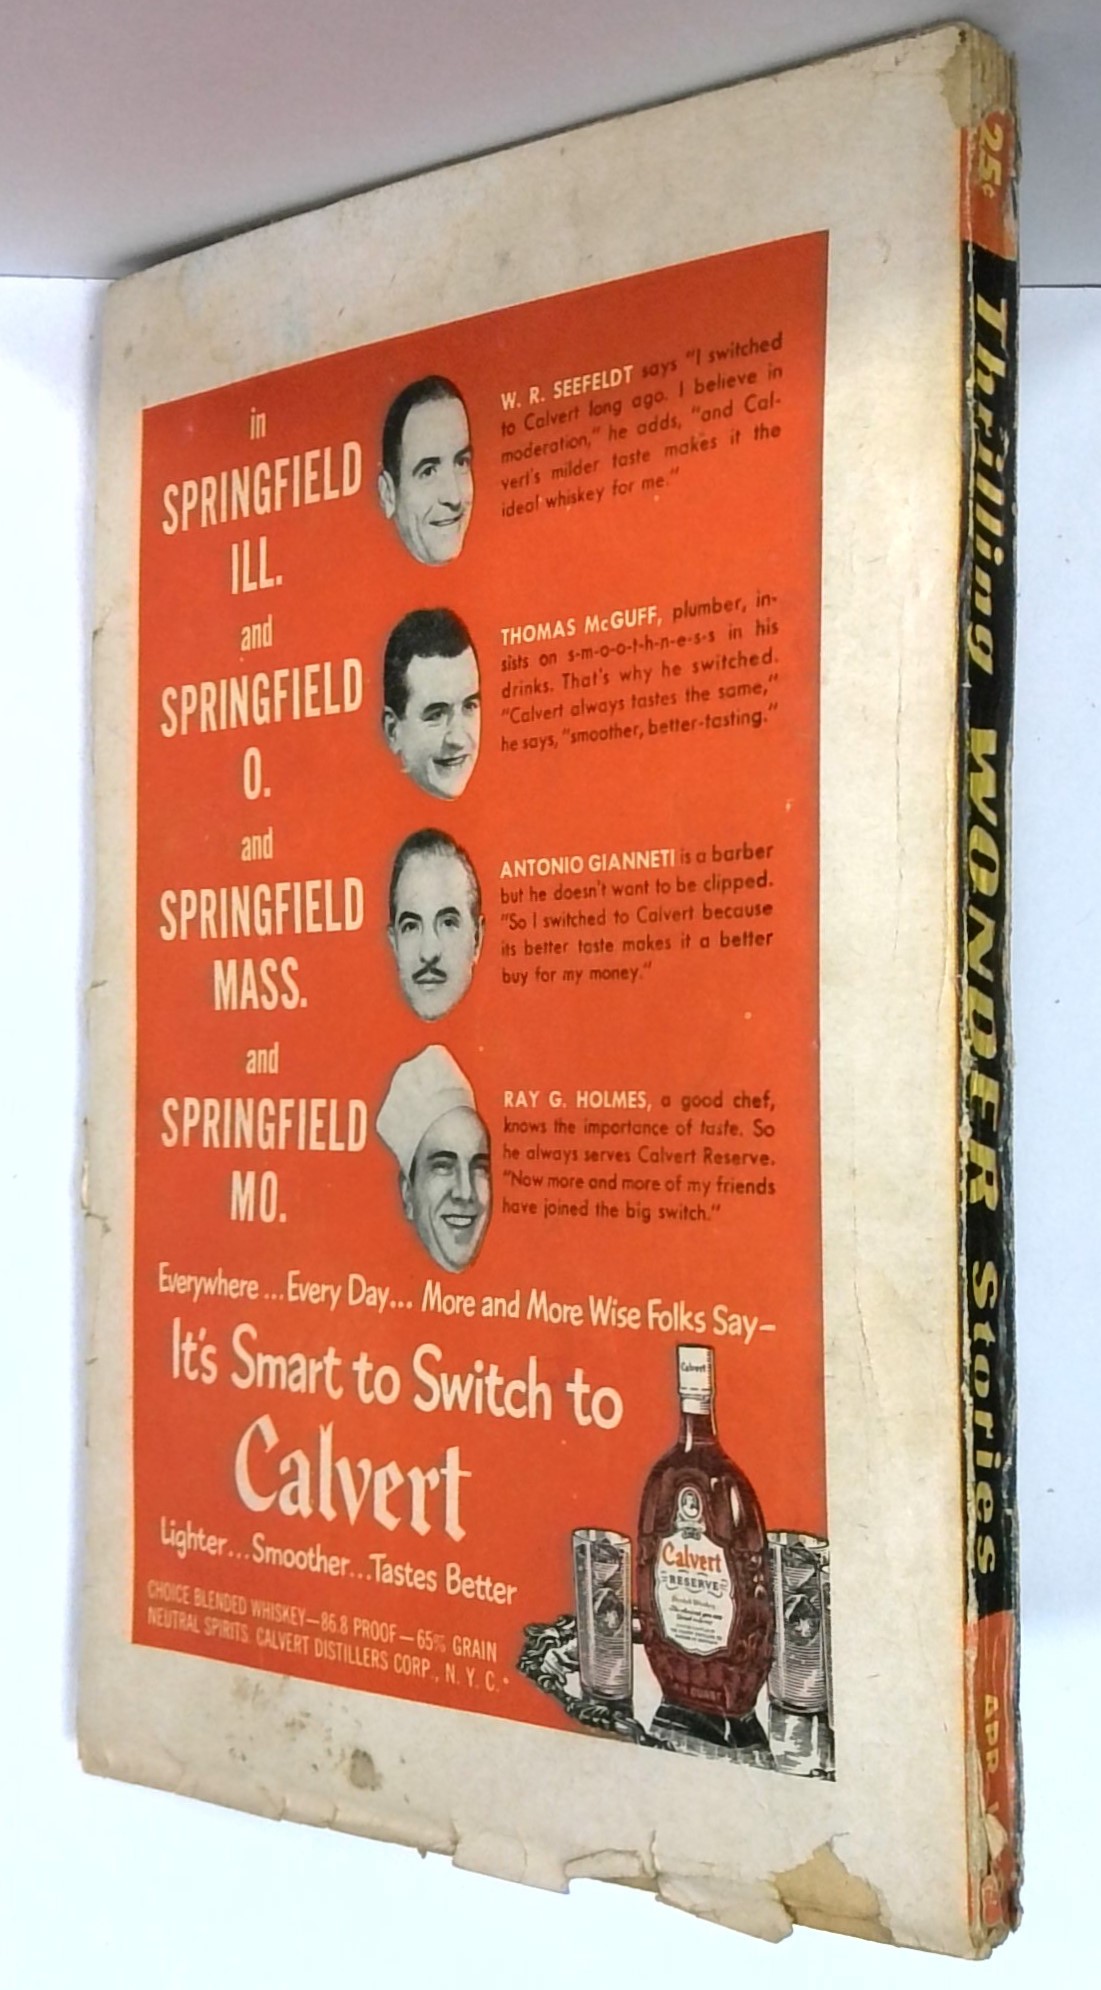 in
SPRINGFIELD
ILL.
and
SPRINGFIELD
O.
and
SPRINGFIELD
MASS.
and
SPRINGFIELD
MO.
W. R. SEEFELDT says "I switched
to Calvert long ago. I believe in
moderation," he adds, "and Cal-
vert's milder taste makes it the
ideal whiskey for me."
THOMAS McGUFF, plumber, in-
sists on s-m-o-o-t-h-n-e-s-s in his
drinks. That's why he switched.
"Calvert always tastes the same,"
he says, "smoother, better-tasting."
ANTONIO GIANNETI is a barber
but he doesn't want to be clipped.
"So I switched to Calvert because
its better taste makes it a better
buy for my money."
RAY G. HOLMES, a good chef,
knows the importance of taste. So
he always serves Calvert Reserve.
"Now more and more of my friends
have joined the big switch."
Everywhere...Every Day... More and More Wise Folks Say–
It's Smart to Switch to
Calvert
Lighter...Smoother...Tastes Better
CHOICE BLENDED WHISKEY—86.8 PROOF—65% GRAIN
NEUTRAL SPIRITS. CALVERT DISTILLERS CORP., N. Y. C.
Calvert
Calvert
RESERVE
25c
Thrilling WONDER Stories
APR